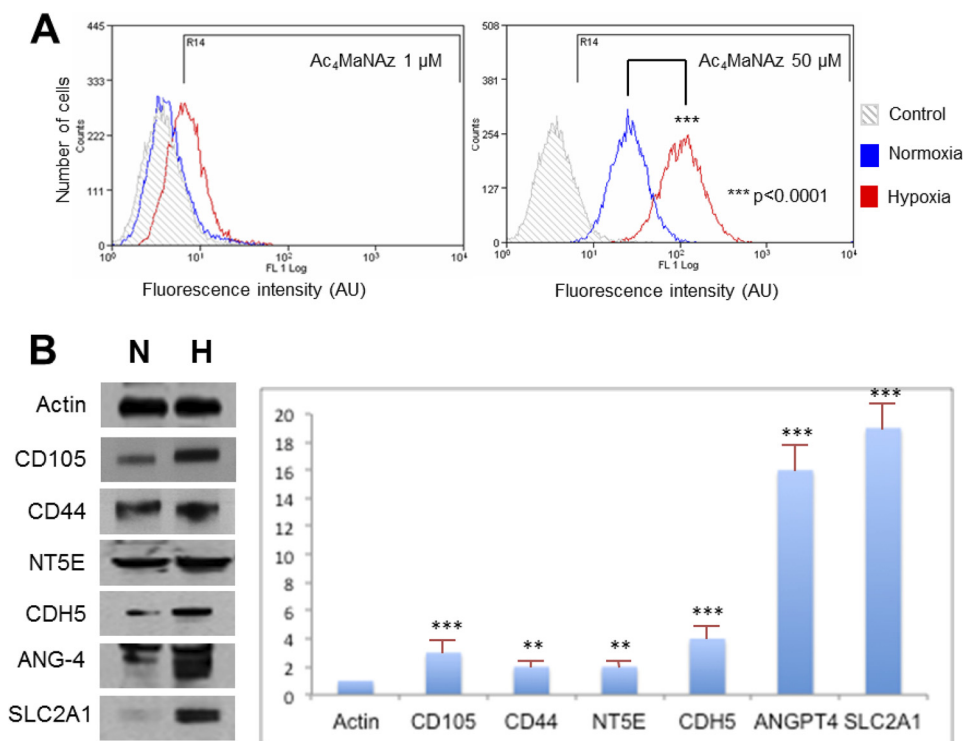 A
445
333
222
111
0
Counts
Number of cells
R14
Ac₄MaNAz 1 µM
10⁰ 10¹ 10² 10³ 10⁴
FL 1 Log
Fluorescence intensity (AU)
508
381
254
127
0
Counts
R14
Ac₄MaNAz 50 µM
***
*** p<0.0001
10⁰ 10¹ 10² 10³ 10⁴
FL 1 Log
Fluorescence intensity (AU)
Control
Normoxia
Hypoxia
B
N H
Actin
CD105
CD44
NT5E
CDH5
ANG-4
SLC2A1
20
18
16
14
12
10
8
6
4
2
0
*** ** ** *** *** ***
Actin CD105 CD44 NT5E CDH5 ANGPT4 SLC2A1